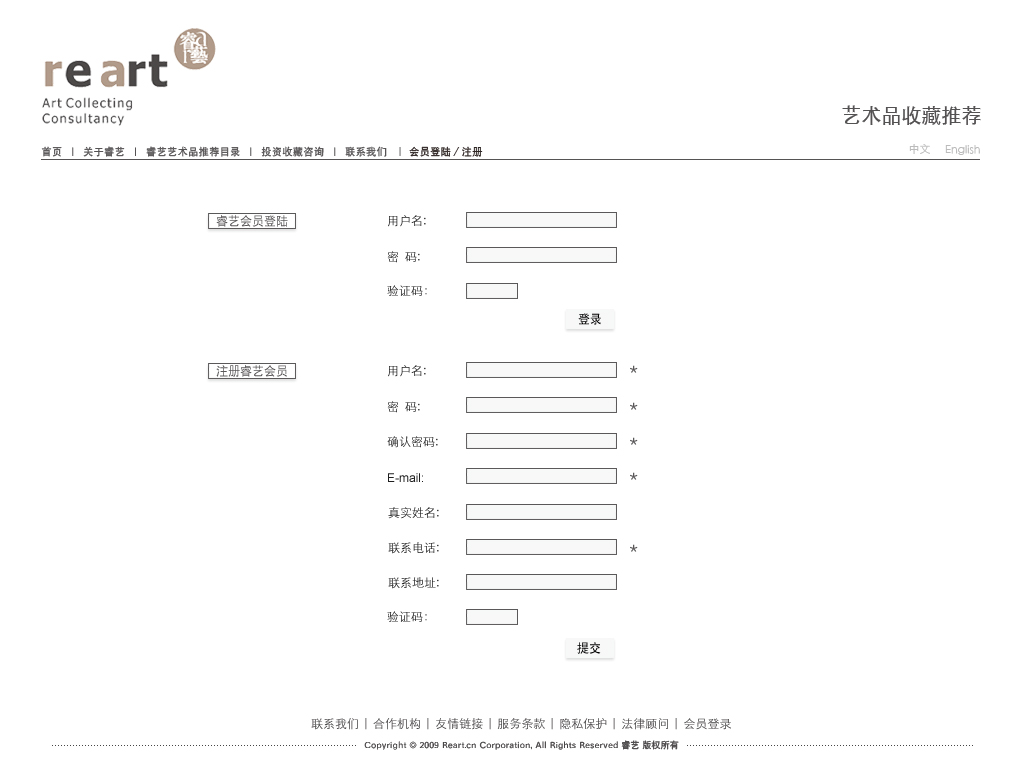 睿艺
re art
Art Collecting
Consultancy
艺术品收藏推荐
首页 | 关于睿艺 | 睿艺艺术品推荐目录 | 投资收藏咨询 | 联系我们 | 会员登陆 / 注册
中文 English
睿艺会员登陆
用户名:
密 码:
验证码:
登录
注册睿艺会员
用户名: *
密 码: *
确认密码: *
E-mail: *
真实姓名:
联系电话: *
联系地址:
验证码:
提交
联系我们 | 合作机构 | 友情链接 | 服务条款 | 隐私保护 | 法律顾问 | 会员登录
Copyright © 2009 Reart.cn Corporation, All Rights Reserved 睿艺 版权所有